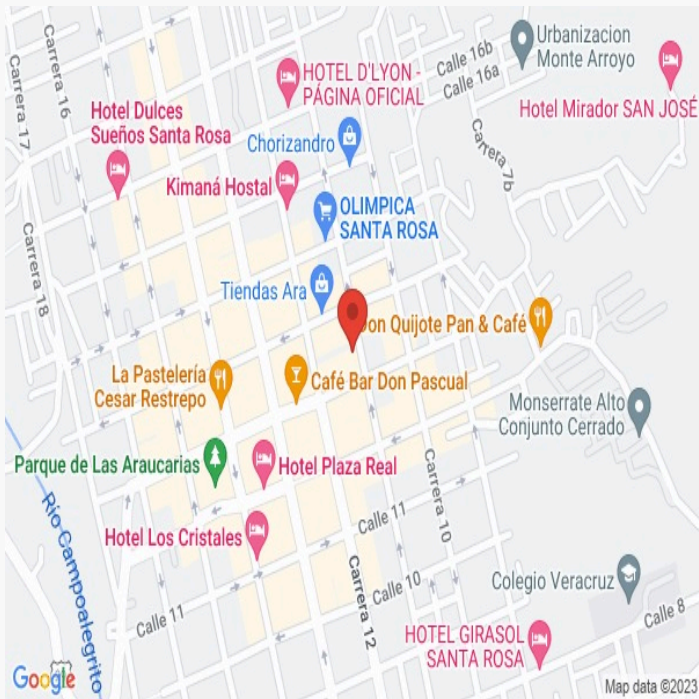 Urbanizacion
Monte Arroyo
Calle 16b
Calle 16a
Carrera 16
Carrera 17
HOTEL D'LYON -
PÁGINA OFICIAL
Hotel Mirador SAN JOSÉ
Hotel Dulces
Sueños Santa Rosa
Chorizandro
Carrera 7b
Kimaná Hostal
OLIMPICA
SANTA ROSA
Carrera 18
Tiendas Ara
Don Quijote Pan & Café
La Pastelería
Cesar Restrepo
Café Bar Don Pascual
Monserrate Alto
Conjunto Cerrado
Parque de Las Araucarias
Hotel Plaza Real
Carrera 10
Río Campoalegrito
Hotel Los Cristales
Calle 11
Calle 10
Colegio Veracruz
Carrera 12
Calle 11
Calle 8
HOTEL GIRASOL
SANTA ROSA
Google
Map data ©2023